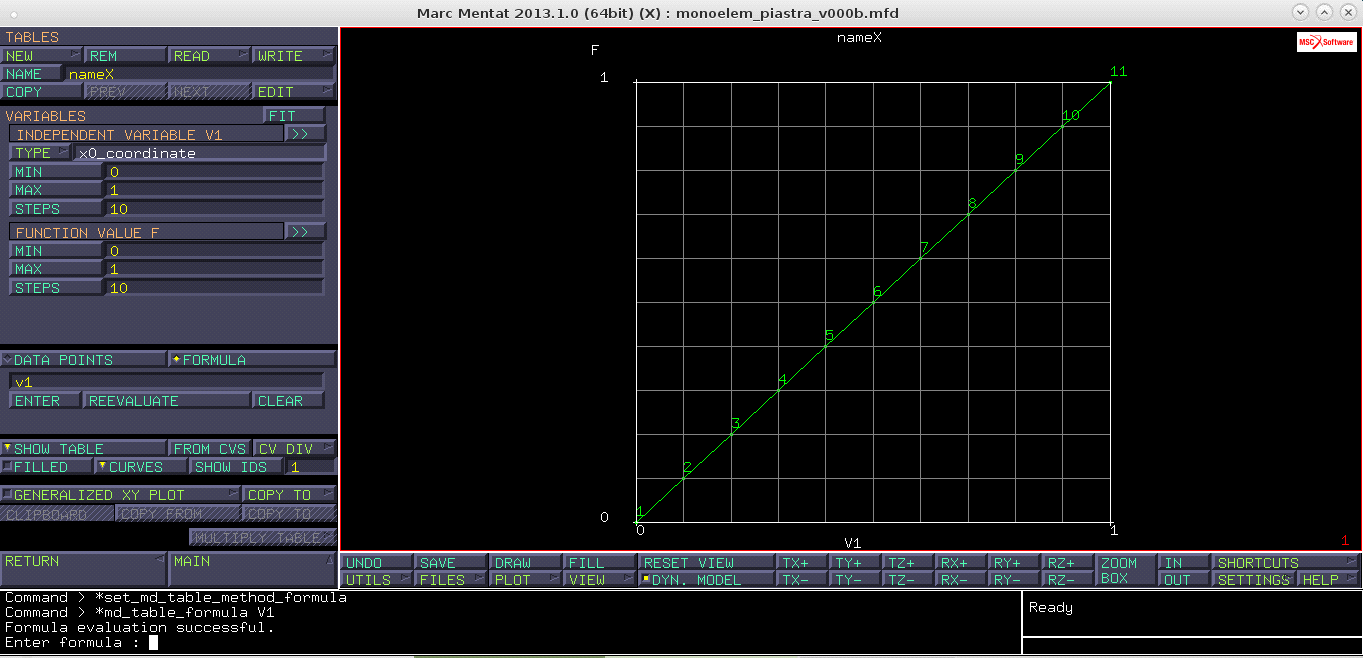 Marc Mentat 2013.1.0 (64bit) (X) : monoelem_piastra_v000b.mfd
TABLES
NEW REM READ WRITE
NAME nameX
COPY PREV NEXT EDIT
VARIABLES FIT
INDEPENDENT VARIABLE V1 >>
TYPE x0_coordinate
MIN 0
MAX 1
STEPS 10
FUNCTION VALUE F >>
MIN 0
MAX 1
STEPS 10
DATA POINTS FORMULA
v1
ENTER REEVALUATE CLEAR
SHOW TABLE FROM CVS CV DIV
FILLED CURVES SHOW IDS 1
GENERALIZED XY PLOT COPY TO
CLIPBOARD COPY FROM COPY TO
MULTIPLY TABLE
RETURN MAIN
nameX
MSC Software
F
1
11
10
9
8
7
6
5
4
3
2
1
0
0 1
V1
1
UNDO SAVE DRAW FILL RESET VIEW TX+ TY+ TZ+ RX+ RY+ RZ+ ZOOM IN SHORTCUTS
UTILS FILES PLOT VIEW DYN. MODEL TX- TY- TZ- RX- RY- RZ- BOX OUT SETTINGS HELP
Command > *set_md_table_method_formula
Command > *md_table_formula V1
Formula evaluation successful.
Enter formula :
Ready